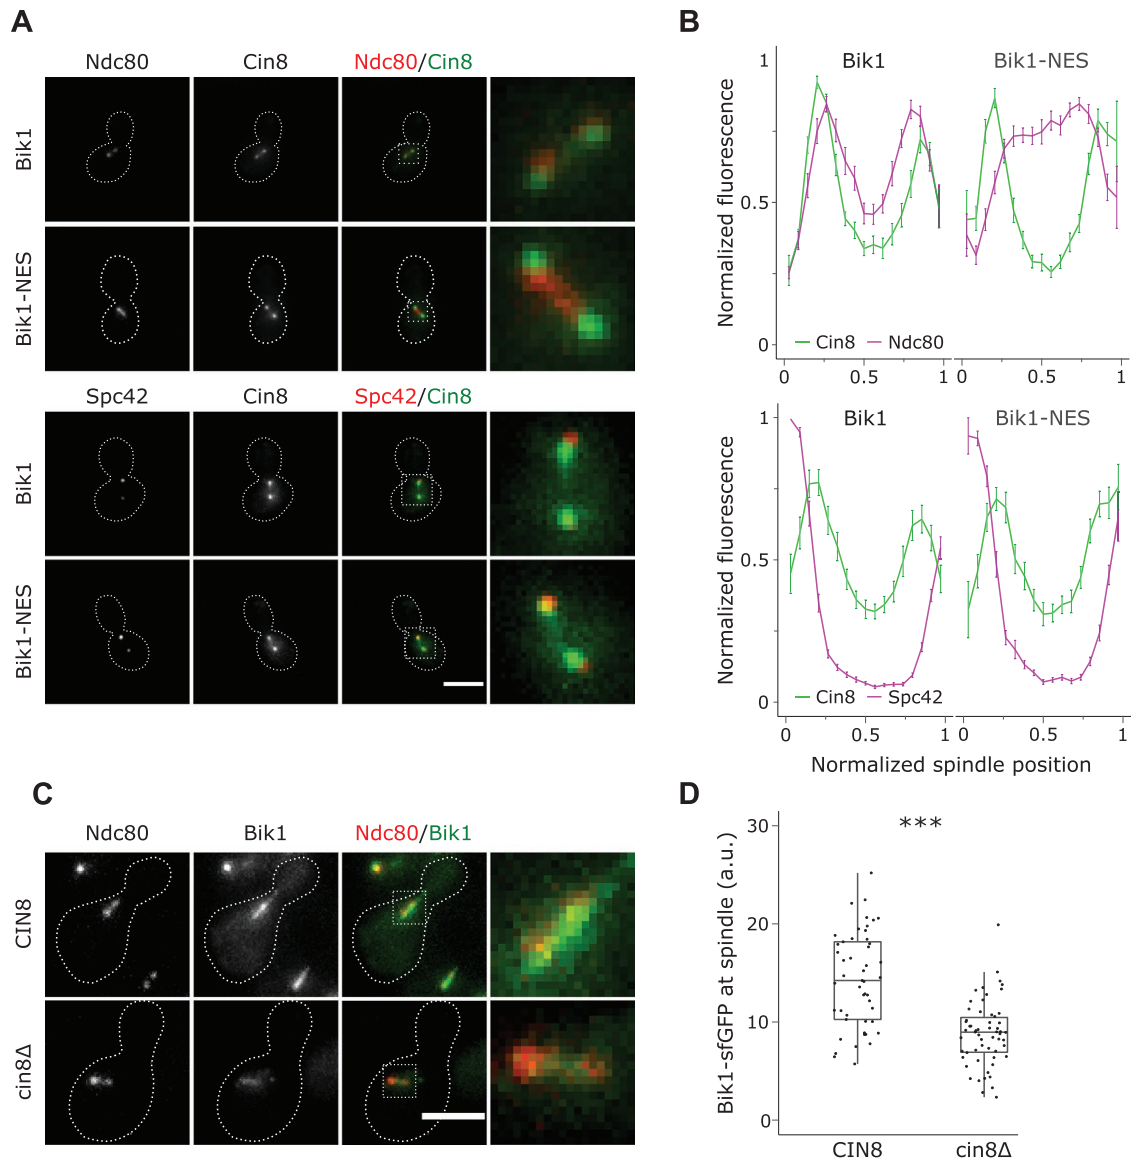 A
Ndc80 Cin8 Ndc80/Cin8
Bik1
Bik1-NES
Spc42 Cin8 Spc42/Cin8
Bik1
Bik1-NES
B
Normalized fluorescence
Bik1 Bik1-NES
1
0.5
0
Cin8 Ndc80
0 0.5 1 0 0.5 1
Normalized fluorescence
Bik1 Bik1-NES
1
0.5
0
Cin8 Spc42
0 0.5 1 0 0.5 1
Normalized spindle position
C
Ndc80 Bik1 Ndc80/Bik1
CIN8
cin8Δ
D
Bik1-sfGFP at spindle (a.u.)
***
30
20
10
0
CIN8 cin8Δ